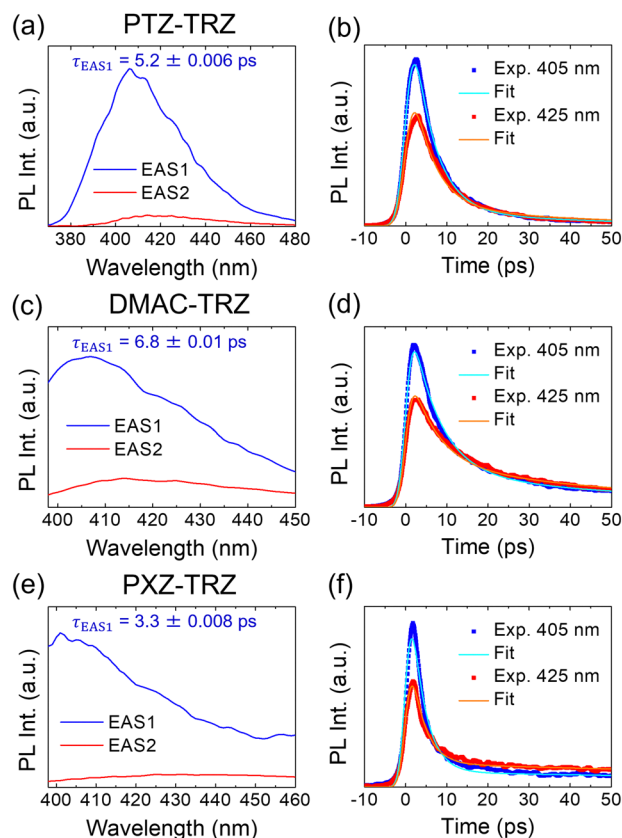 (a) PTZ-TRZ (b)
τEAS1 = 5.2 ± 0.006 ps
PL Int. (a.u.)
EAS1
EAS2
380 400 420 440 460 480
Wavelength (nm)
PL Int. (a.u.)
Exp. 405 nm
Fit
Exp. 425 nm
Fit
-10 0 10 20 30 40 50
Time (ps)
(c) DMAC-TRZ (d)
τEAS1 = 6.8 ± 0.01 ps
PL Int. (a.u.)
EAS1
EAS2
400 410 420 430 440 450
Wavelength (nm)
PL Int. (a.u.)
Exp. 405 nm
Fit
Exp. 425 nm
Fit
-10 0 10 20 30 40 50
Time (ps)
(e) PXZ-TRZ (f)
τEAS1 = 3.3 ± 0.008 ps
PL Int. (a.u.)
EAS1
EAS2
400 410 420 430 440 450 460
Wavelength (nm)
PL Int. (a.u.)
Exp. 405 nm
Fit
Exp. 425 nm
Fit
-10 0 10 20 30 40 50
Time (ps)